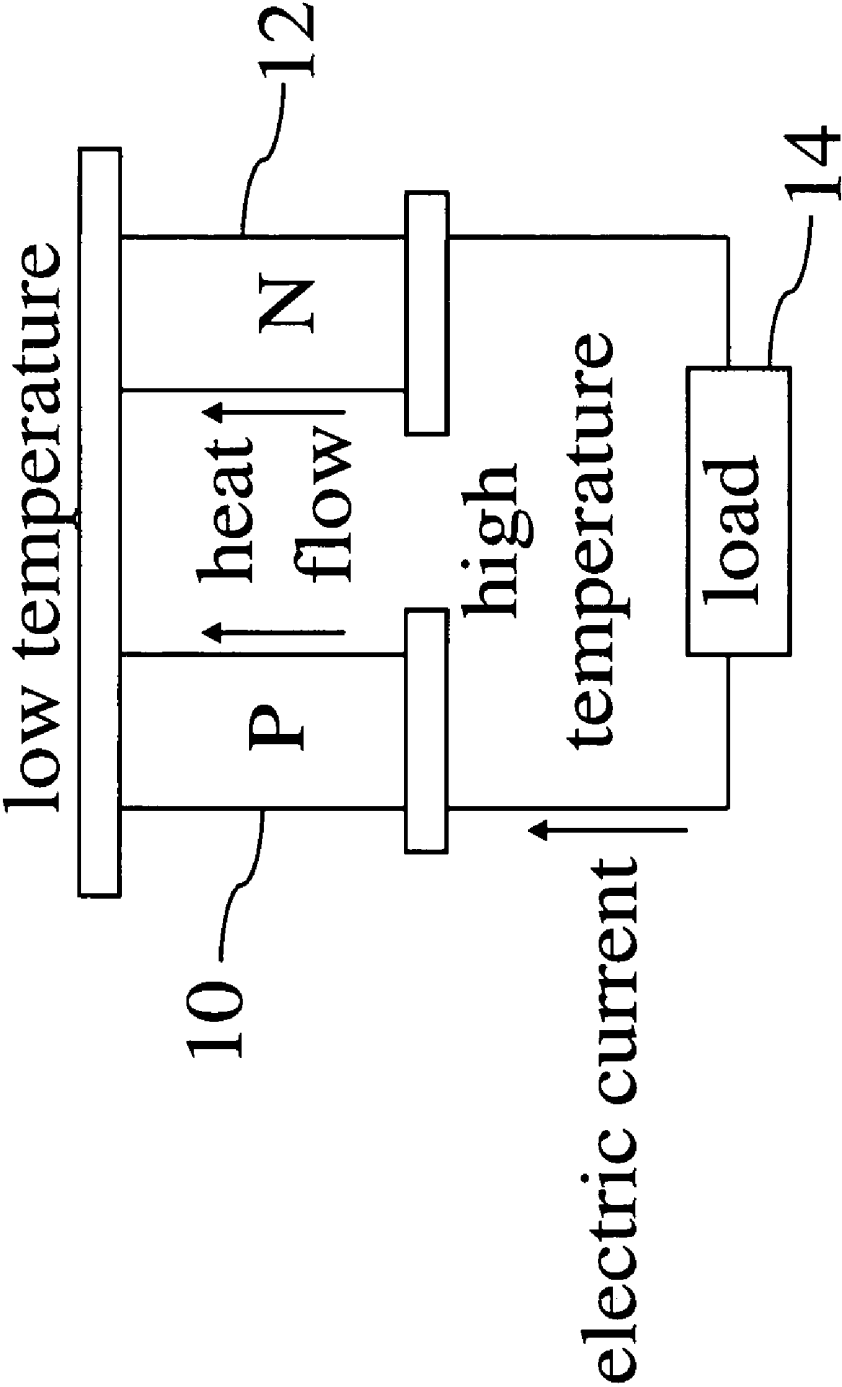 low temperature
10
P
heat
flow
N
12
high
temperature
electric current
load
14